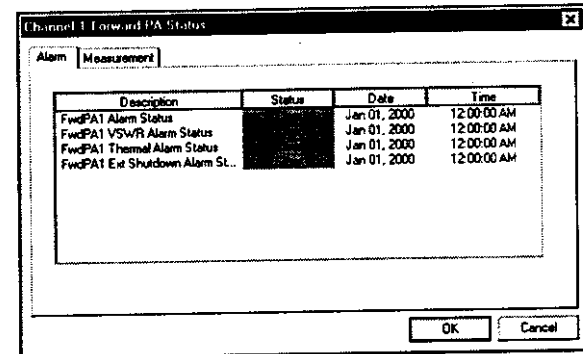 Channel 1 Forward PA Status
Alarm Measurement
Description Status Date Time
FwdPA1 Alarm Status Jan 01, 2000 12:00:00 AM
FwdPA1 VSWR Alarm Status Jan 01, 2000 12:00:00 AM
FwdPA1 Thermal Alarm Status Jan 01, 2000 12:00:00 AM
FwdPA1 Ext Shutdown Alarm St... Jan 01, 2000 12:00:00 AM
OK Cancel